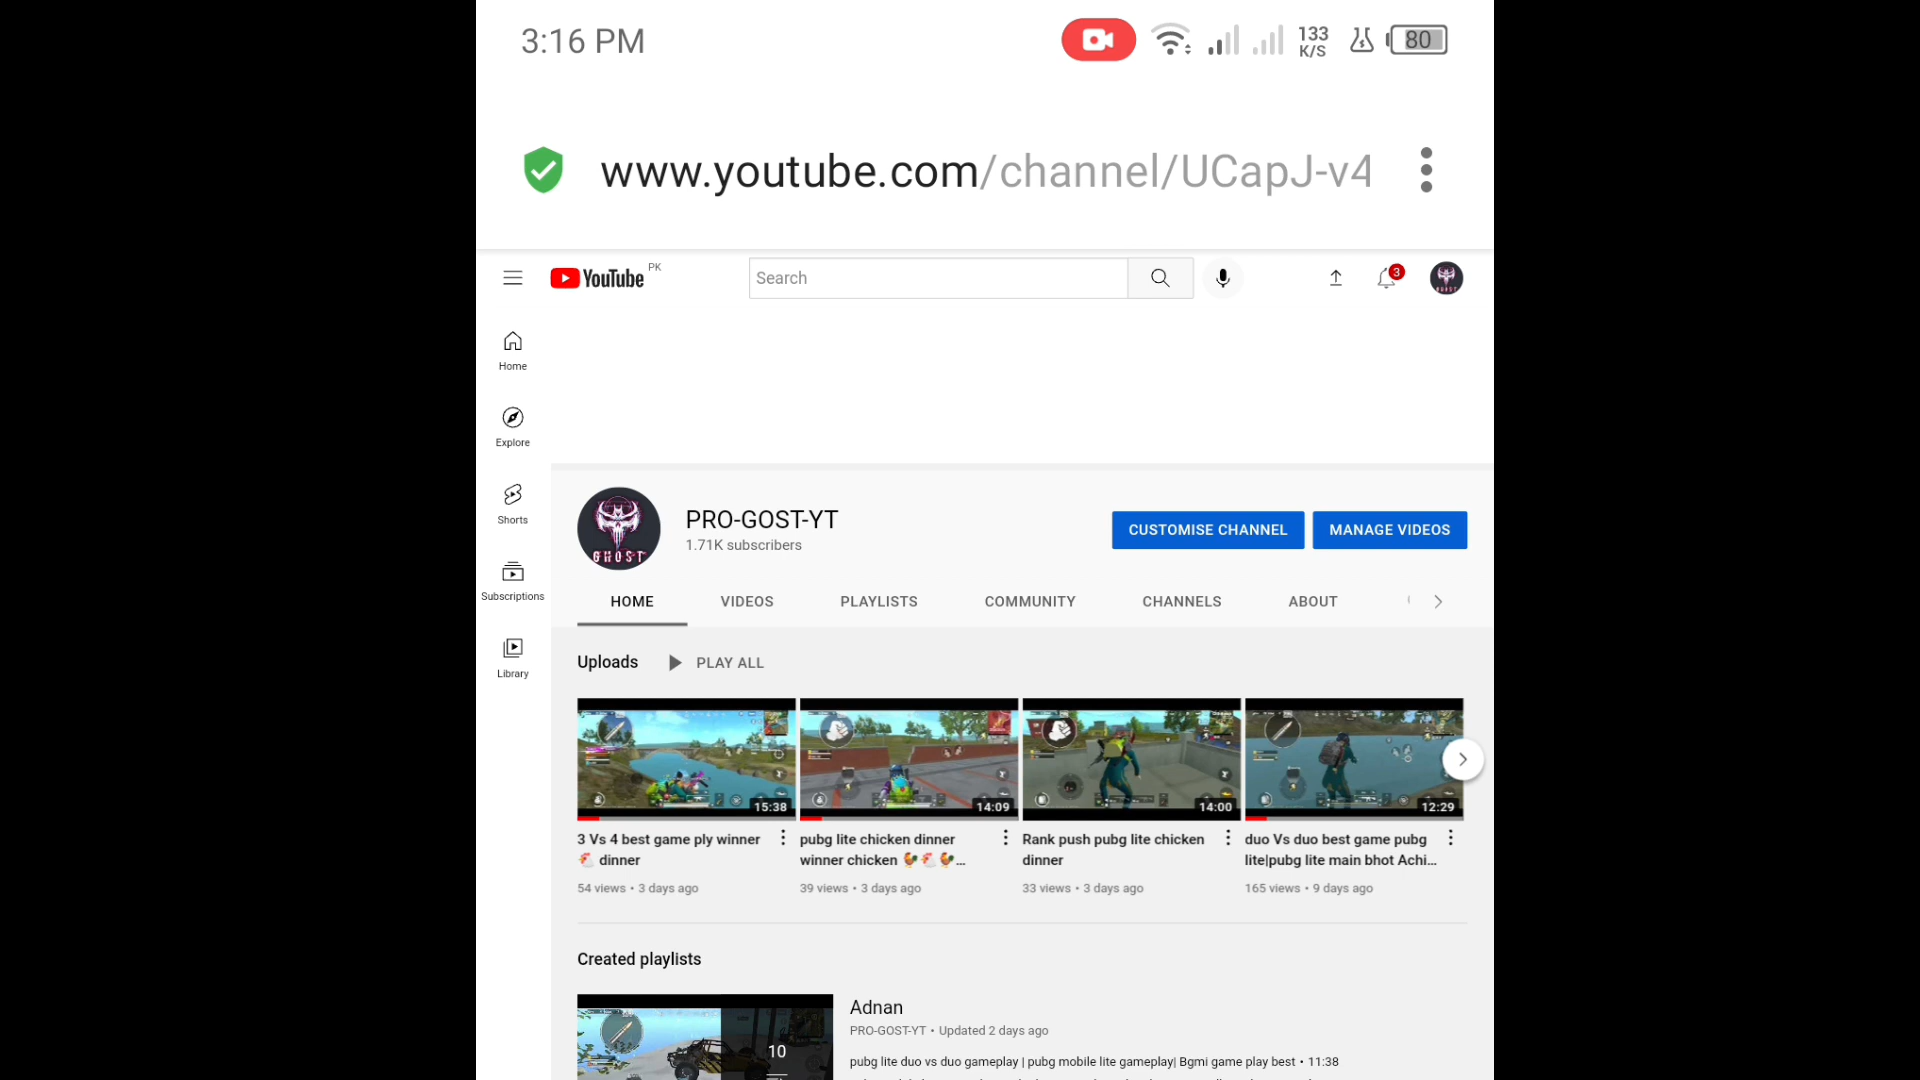 3:16 PM
133
K/S
80
www.youtube.com/channel/UCapJ-v4
YouTube PK
Search
3
Home
Explore
Shorts
Subscriptions
Library
GHOST
PRO-GOST-YT
1.71K subscribers
CUSTOMISE CHANNEL
MANAGE VIDEOS
HOME VIDEOS PLAYLISTS COMMUNITY CHANNELS ABOUT
Uploads PLAY ALL
15:38
14:09
14:00
12:29
3 Vs 4 best game ply winner
🐔 dinner
54 views • 3 days ago
pubg lite chicken dinner
winner chicken 🐓🐔🐓...
39 views • 3 days ago
Rank push pubg lite chicken
dinner
33 views • 3 days ago
duo Vs duo best game pubg
lite|pubg lite main bhot Achi...
165 views • 9 days ago
Created playlists
10
Adnan
PRO-GOST-YT • Updated 2 days ago
pubg lite duo vs duo gameplay | pubg mobile lite gameplay| Bgmi game play best • 11:38